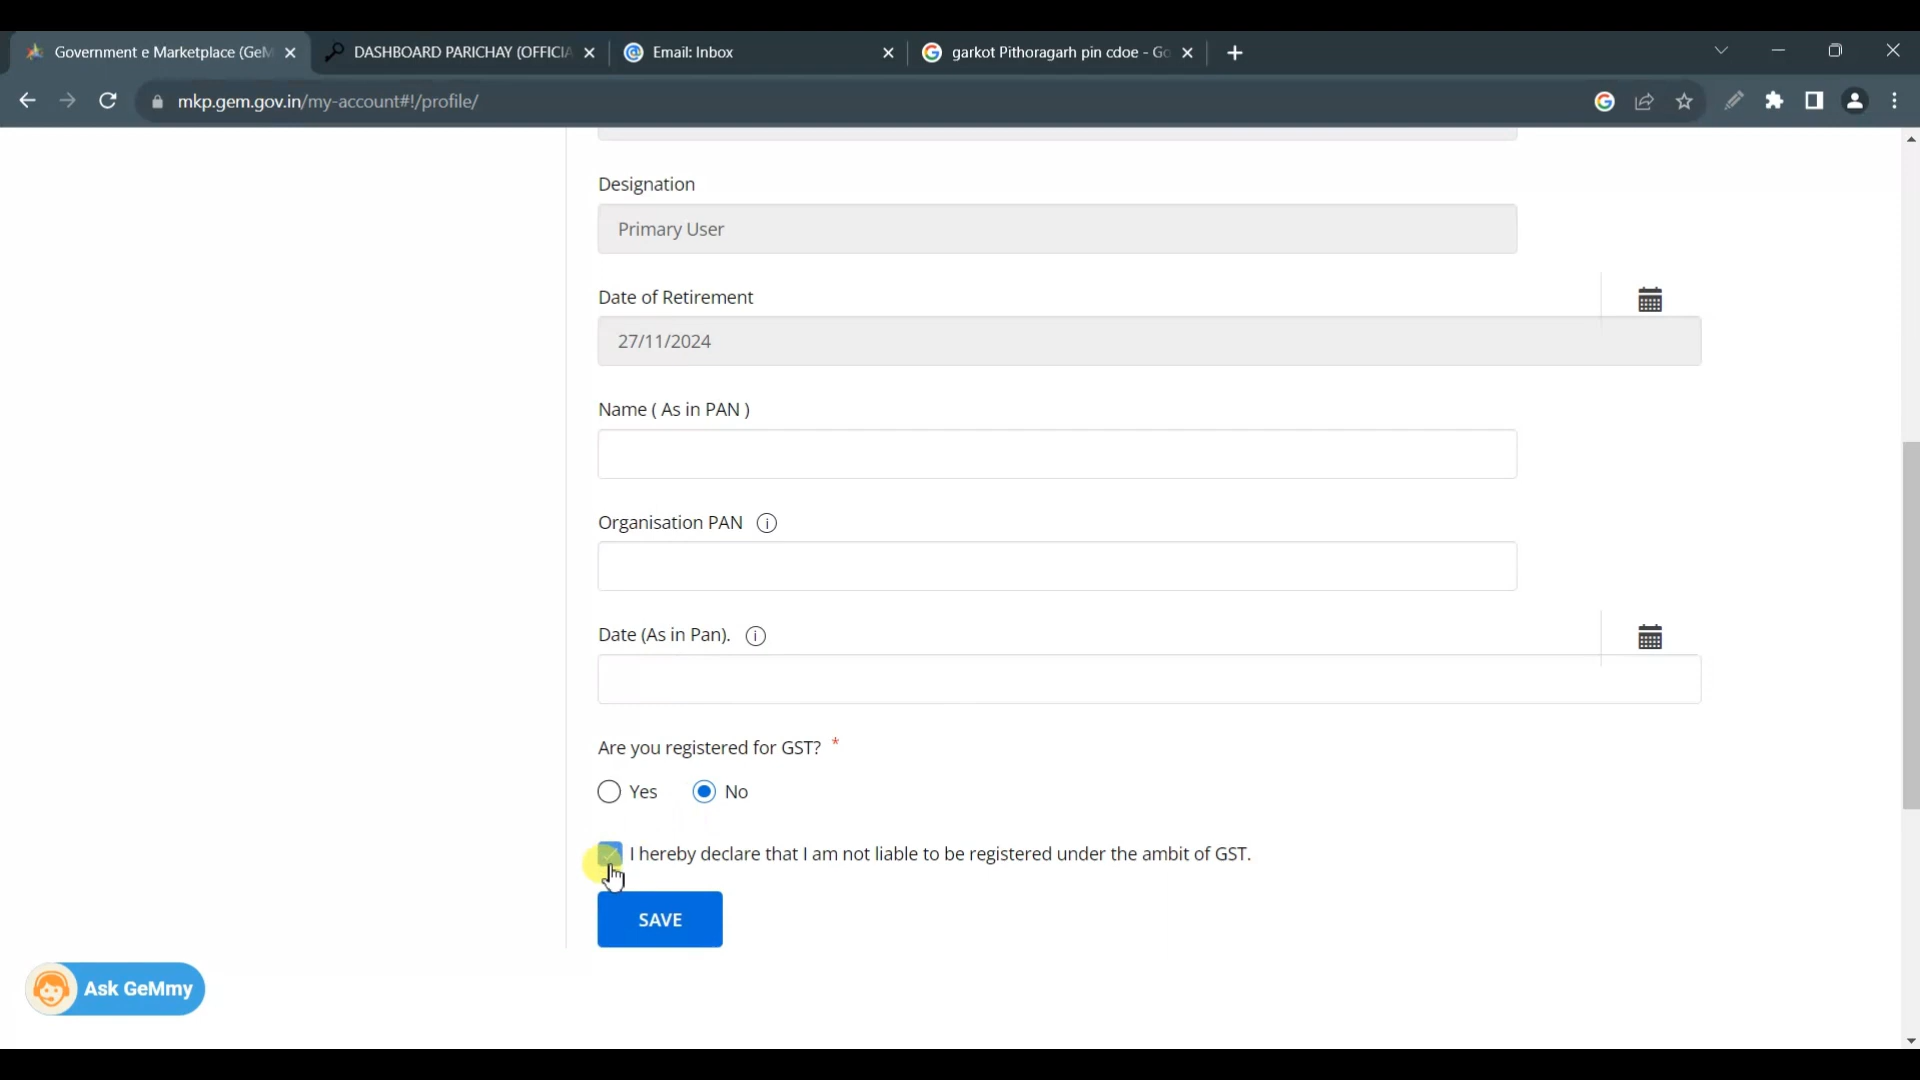 Government e Marketplace (GeM
DASHBOARD PARICHAY (OFFICIA
Email: Inbox
garkot Pithoragarh pin cdoe - Go
mkp.gem.gov.in/my-account#!/profile/
Designation
Primary User
Date of Retirement
27/11/2024
Name ( As in PAN )
Organisation PAN
Date (As in Pan).
Are you registered for GST? *
Yes No
I hereby declare that I am not liable to be registered under the ambit of GST.
SAVE
Ask GeMmy